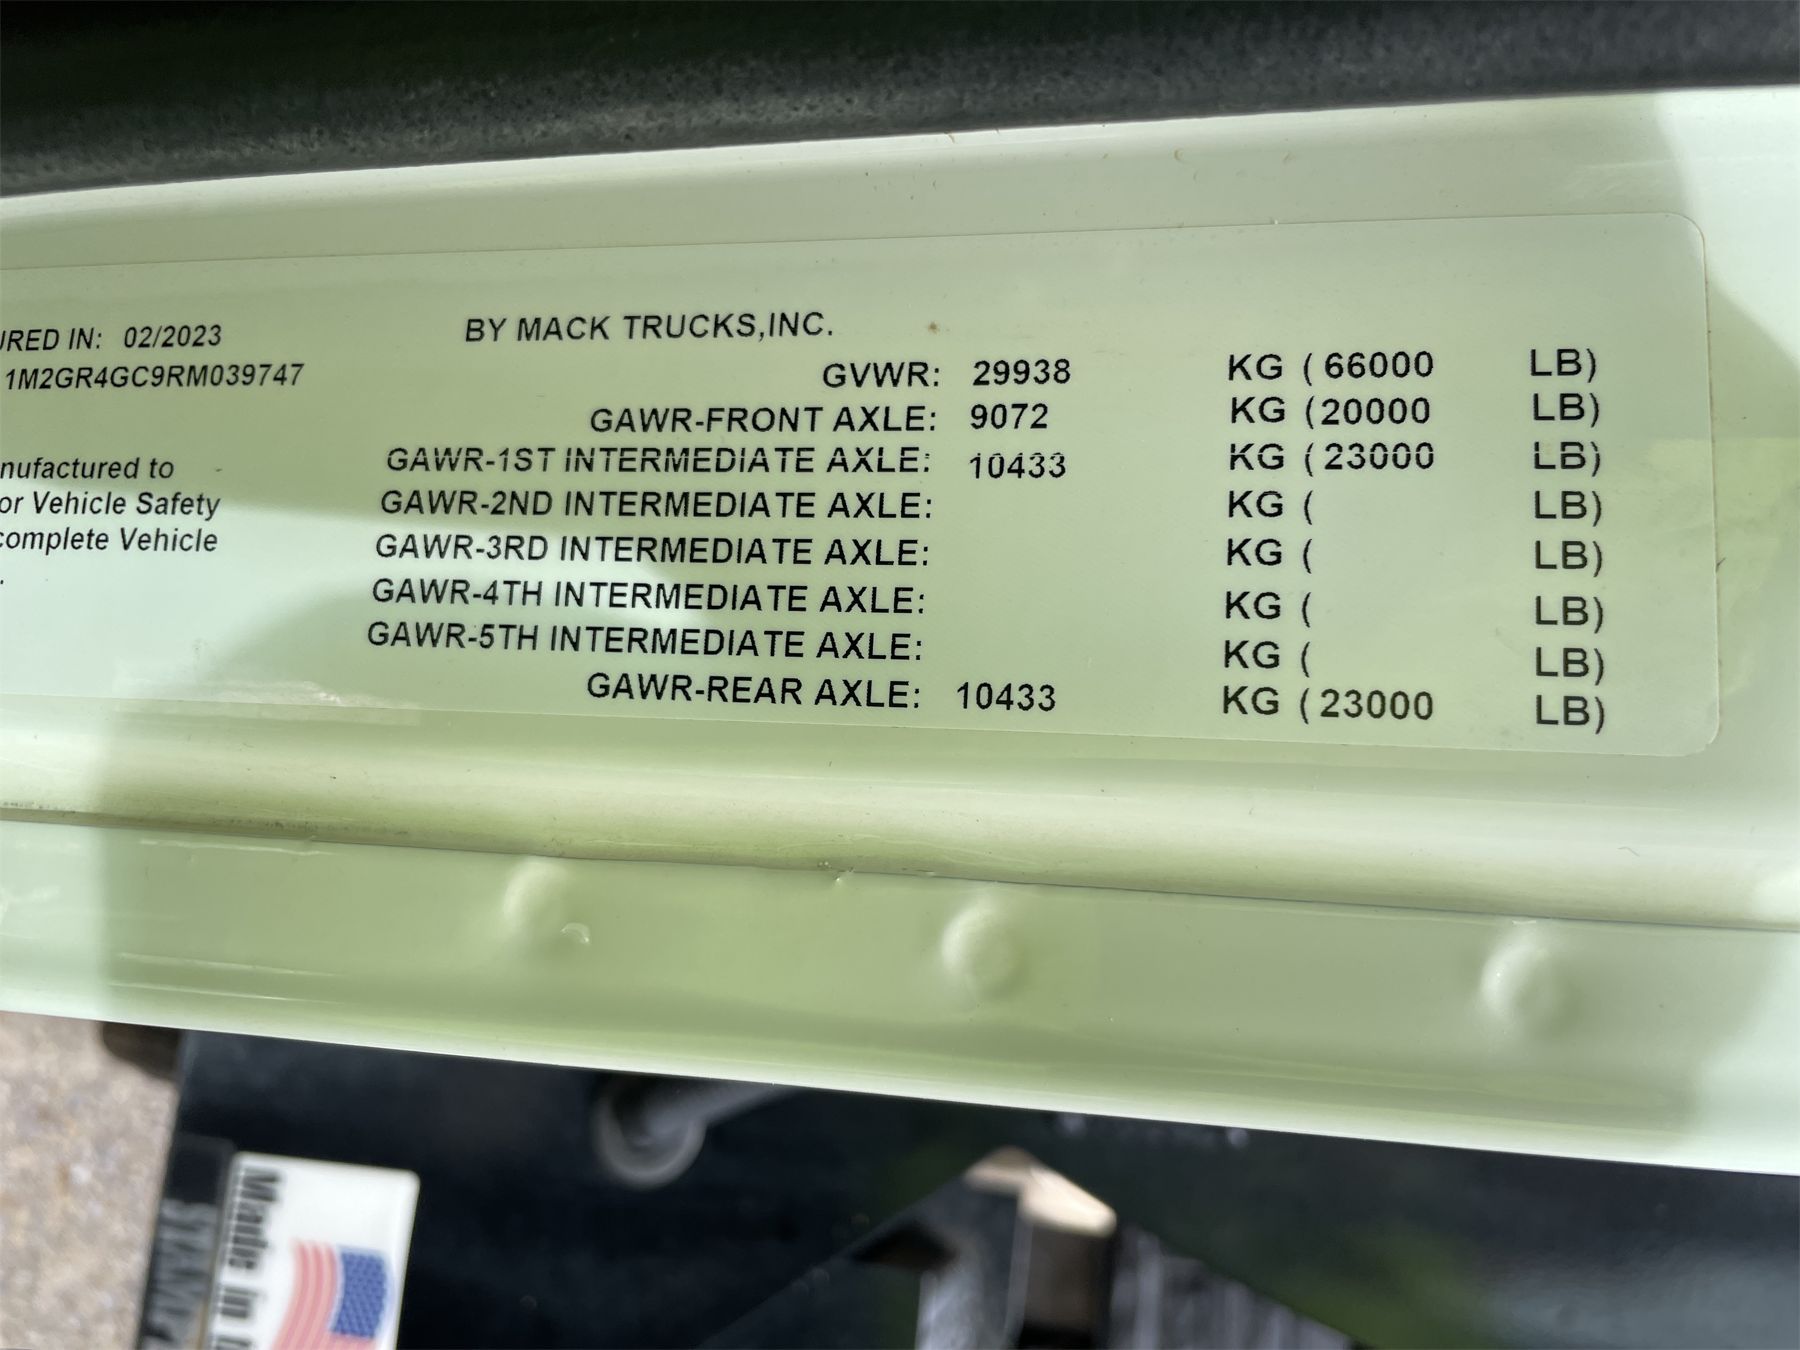 URED IN: 02/2023
BY MACK TRUCKS,INC.
1M2GR4GC9RM039747
GVWR: 29938 KG (66000 LB)
GAWR-FRONT AXLE: 9072 KG (20000 LB)
GAWR-1ST INTERMEDIATE AXLE: 10433 KG (23000 LB)
nufactured to
GAWR-2ND INTERMEDIATE AXLE: KG ( LB)
or Vehicle Safety
GAWR-3RD INTERMEDIATE AXLE: KG ( LB)
complete Vehicle
GAWR-4TH INTERMEDIATE AXLE: KG ( LB)
.
GAWR-5TH INTERMEDIATE AXLE: KG ( LB)
GAWR-REAR AXLE: 10433 KG (23000 LB)
Made in
STAMP